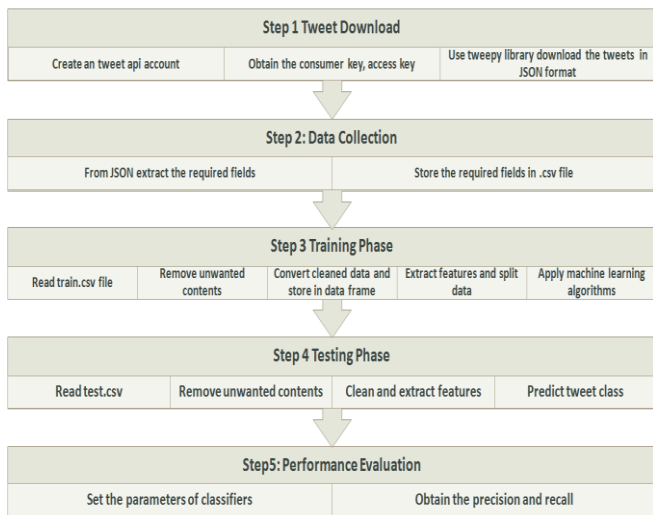 Step 1 Tweet Download
Create an tweet api account
Obtain the consumer key, access key
Use tweepy library download the tweets in
JSON format
Step 2: Data Collection
From JSON extract the required fields
Store the required fields in .csv file
Step 3 Training Phase
Read train.csv file
Remove unwanted
contents
Convert cleaned data and
store in data frame
Extract features and split
data
Apply machine learning
algorithms
Step 4 Testing Phase
Read test.csv
Remove unwanted contents
Clean and extract features
Predict tweet class
Step5: Performance Evaluation
Set the parameters of classifiers
Obtain the precision and recall